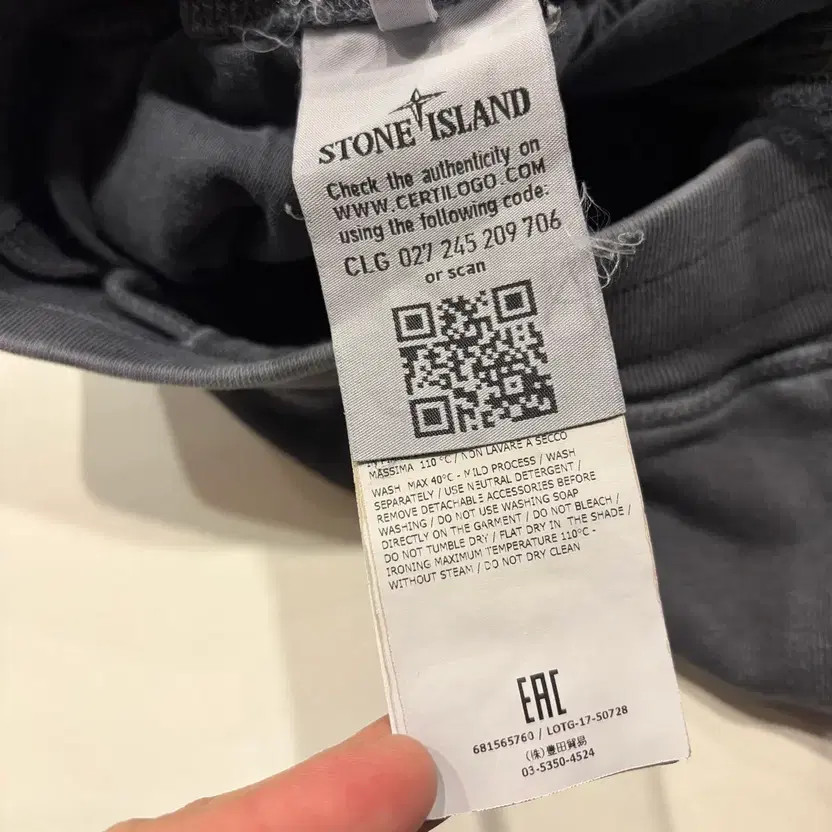 STONE ISLAND
Check the authenticity on
WWW.CERTILOGO.COM
using the following code:
CLG 027 245 209 706
or scan
MASSIMA 110 °C / NON LAVARE A SECCO
WASH MAX 40°C - MILD PROCESS / WASH
SEPARATELY / USE NEUTRAL DETERGENT /
REMOVE DETACHABLE ACCESSORIES BEFORE
WASHING / DO NOT USE WASHING SOAP
DIRECTLY ON THE GARMENT / DO NOT BLEACH /
DO NOT TUMBLE DRY / FLAT DRY IN THE SHADE /
IRONING MAXIMUM TEMPERATURE 110°C -
WITHOUT STEAM / DO NOT DRY CLEAN
EAC
681565760 / LOTG-17-50728
(株)豊田貿易
03-5350-4524